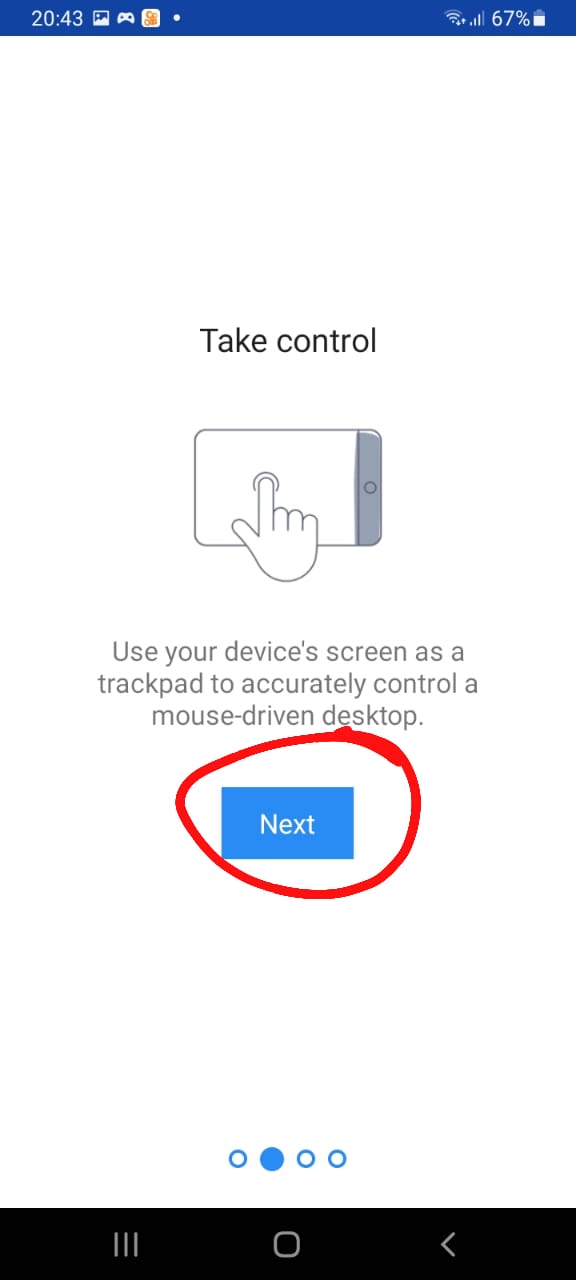 20:43 67%
Take control
Use your device's screen as a
trackpad to accurately control a
mouse-driven desktop.
Next